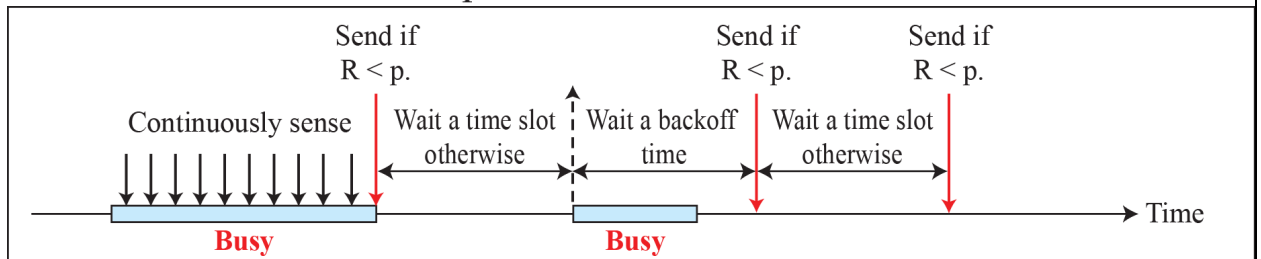 Send if
R < p.
Send if
R < p.
Send if
R < p.
Continuously sense
Wait a time slot
otherwise
Wait a backoff
time
Wait a time slot
otherwise
Time
Busy
Busy